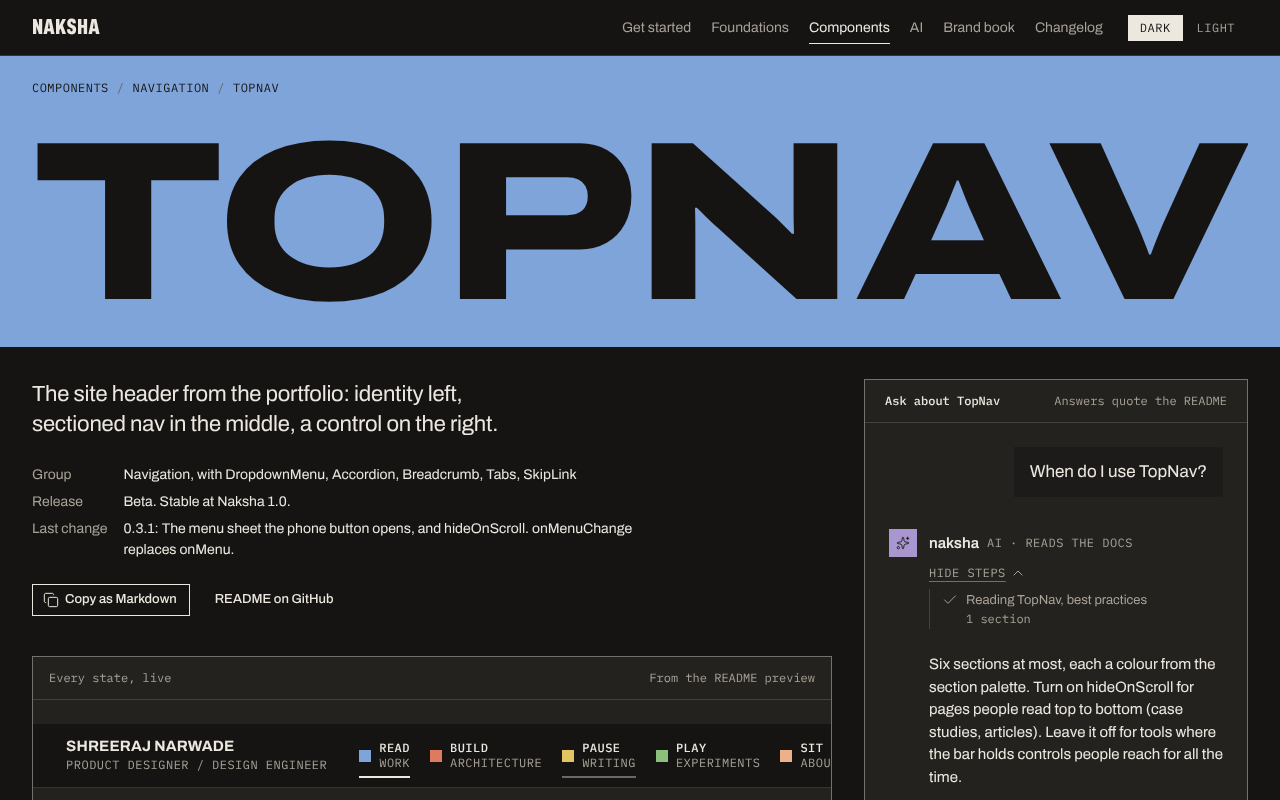 NAKSHA
Get started Foundations Components AI Brand book Changelog DARK LIGHT
COMPONENTS / NAVIGATION / TOPNAV
TOPNAV
The site header from the portfolio: identity left,
sectioned nav in the middle, a control on the right.
Group Navigation, with DropdownMenu, Accordion, Breadcrumb, Tabs, SkipLink
Release Beta. Stable at Naksha 1.0.
Last change 0.3.1: The menu sheet the phone button opens, and hideOnScroll. onMenuChange
replaces onMenu.
Copy as Markdown README on GitHub
Every state, live From the README preview
SHREERAJ NARWADE
PRODUCT DESIGNER / DESIGN ENGINEER
READ
WORK
BUILD
ARCHITECTURE
PAUSE
WRITING
PLAY
EXPERIMENTS
SIT
ABOU
Ask about TopNav Answers quote the README
When do I use TopNav?
naksha AI · READS THE DOCS
HIDE STEPS
Reading TopNav, best practices
1 section
Six sections at most, each a colour from the
section palette. Turn on hideOnScroll for
pages people read top to bottom (case
studies, articles). Leave it off for tools where
the bar holds controls people reach for all the
time.